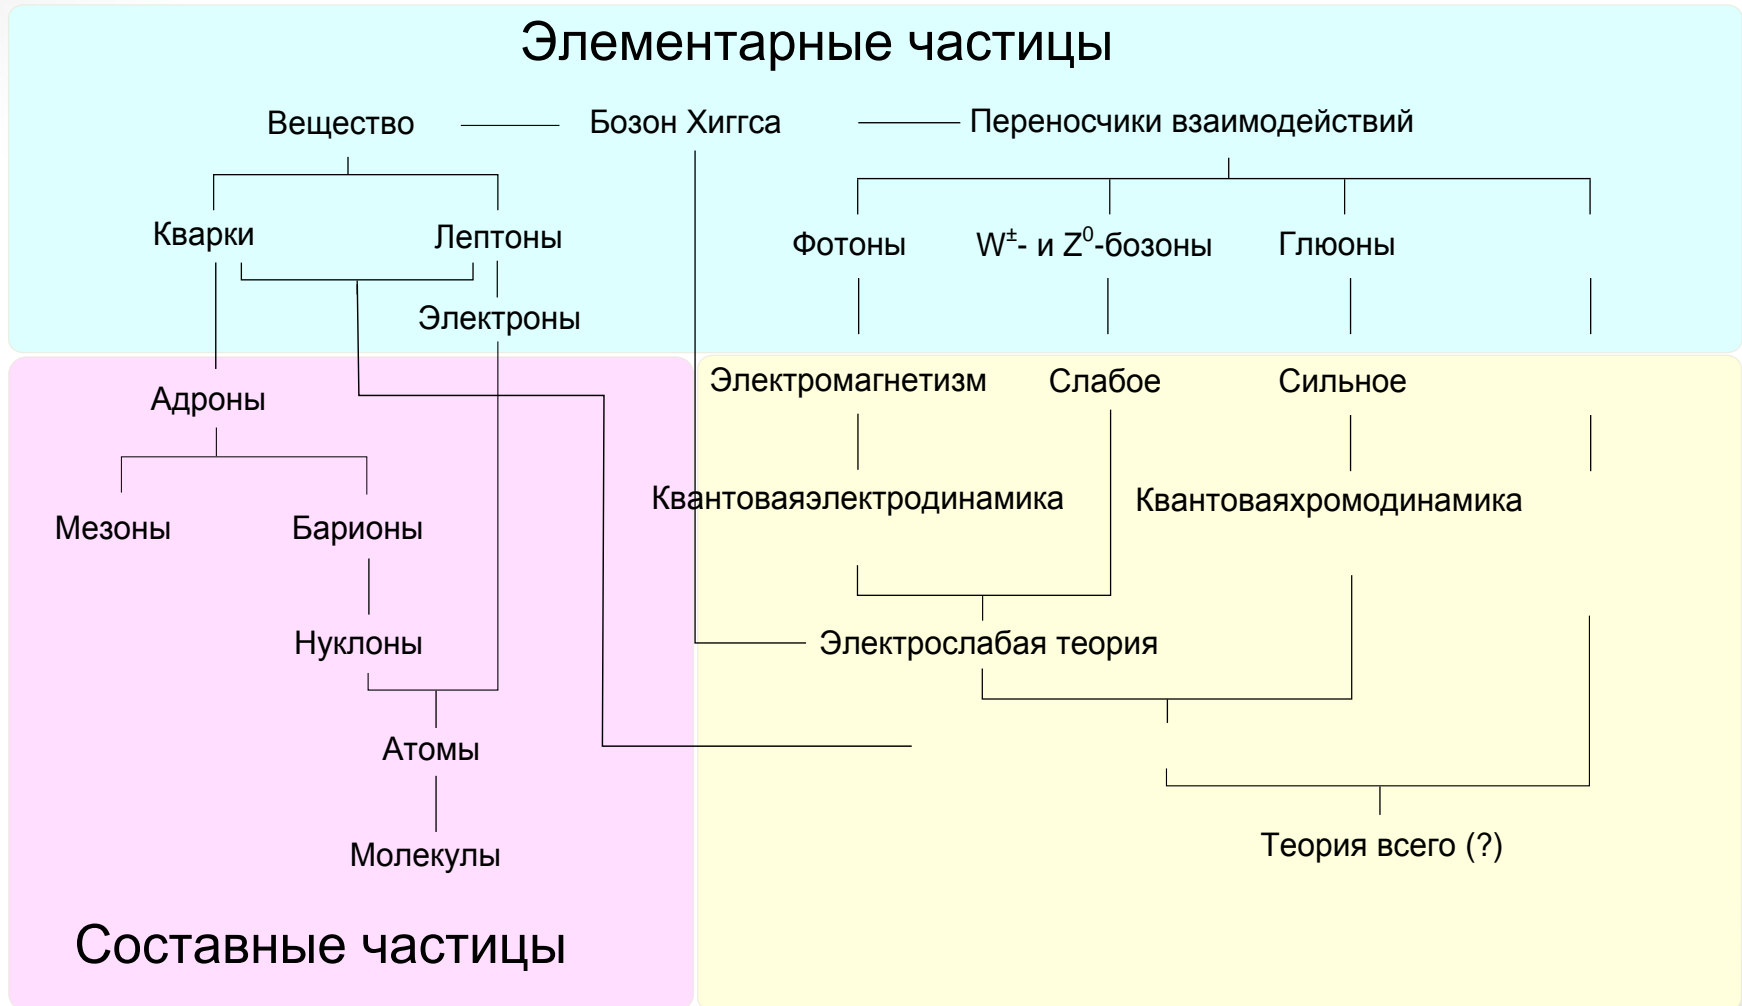 Элементарные частицы
Вещество
Бозон Хиггса
Переносчики взаимодействий
Кварки
Лептоны
Фотоны
W±- и Z⁰-бозоны
Глюоны
Электроны
Электромагнетизм
Слабое
Сильное
Адроны
Квантоваяэлектродинамика
Квантоваяхромодинамика
Мезоны
Барионы
Нуклоны
Электрослабая теория
Атомы
Теория всего (?)
Молекулы
Составные частицы